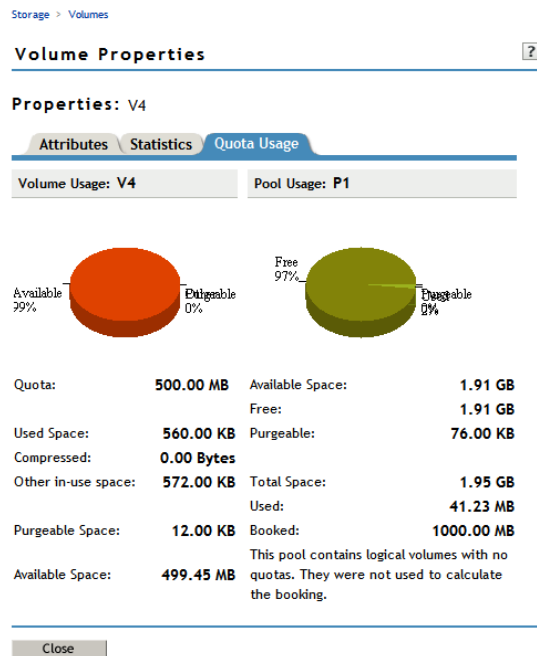 Storage > Volumes
Volume Properties
?
Properties: V4
Attributes
Statistics
Quota Usage
Volume Usage: V4
Pool Usage: P1
Available
99%
0%
Free
97%
Quota: 500.00 MB
Used Space: 560.00 KB
Compressed: 0.00 Bytes
Other in-use space: 572.00 KB
Purgeable Space: 12.00 KB
Available Space: 499.45 MB
Available Space: 1.91 GB
Free: 1.91 GB
Purgeable: 76.00 KB
Total Space: 1.95 GB
Used: 41.23 MB
Booked: 1000.00 MB
This pool contains logical volumes with no
quotas. They were not used to calculate
the booking.
Close